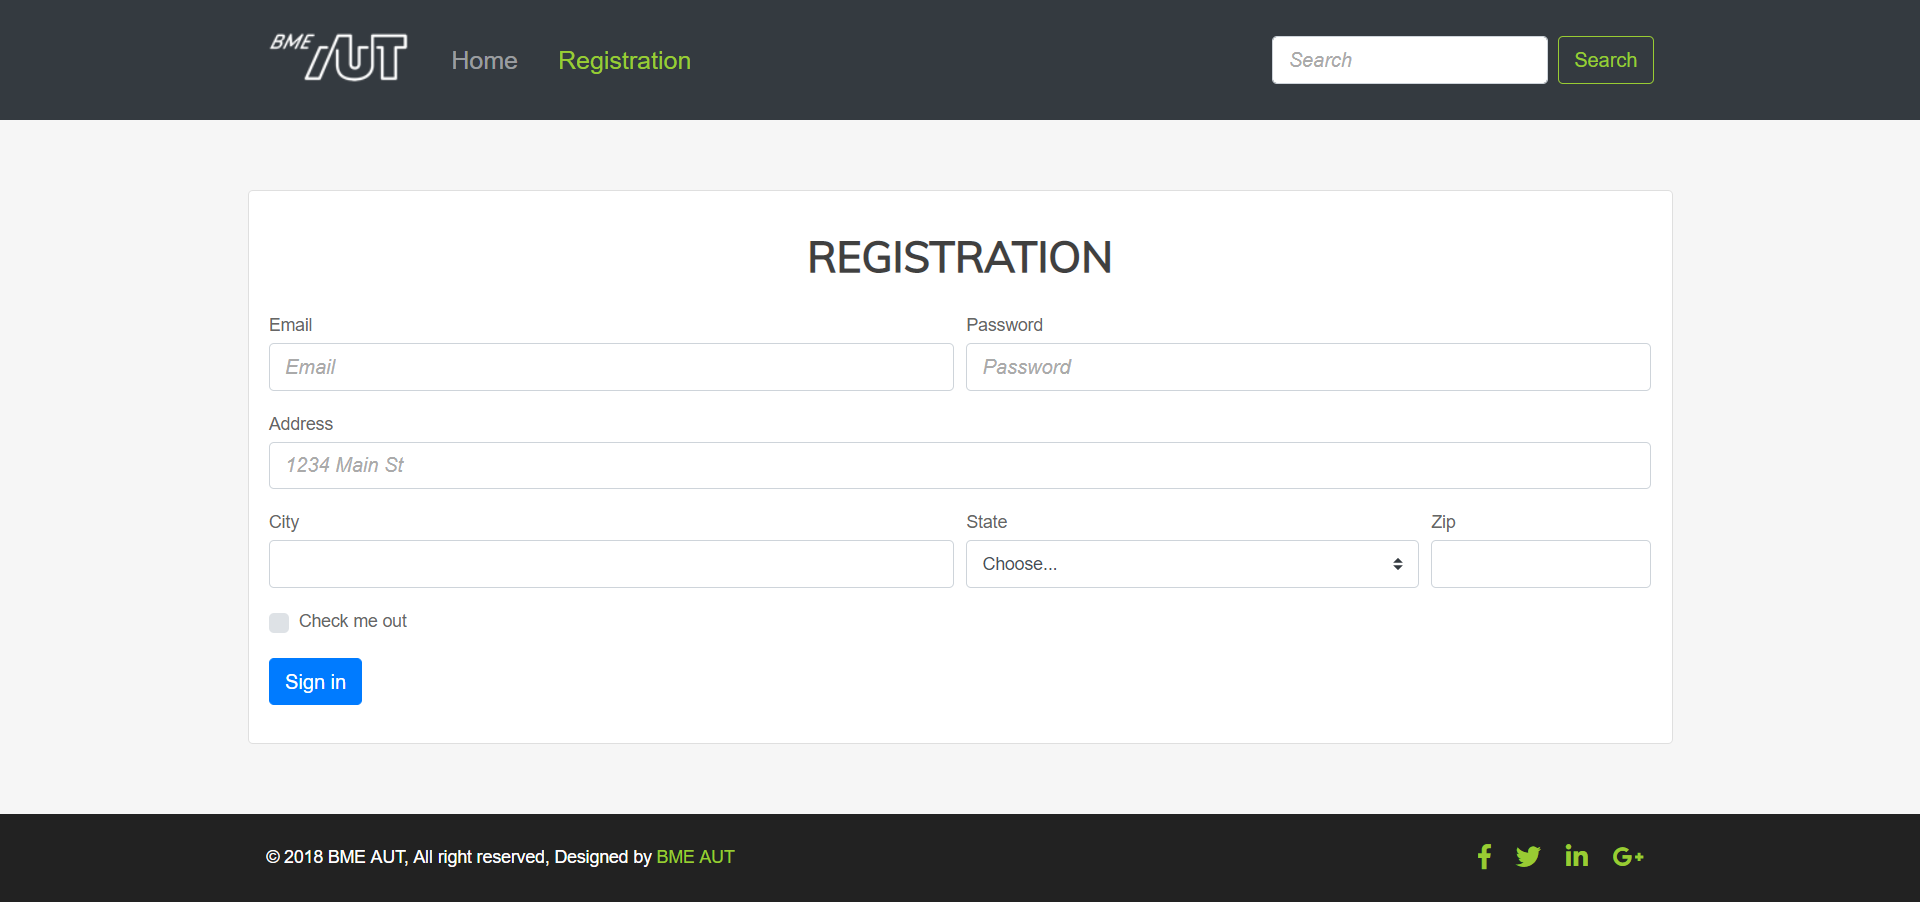 BME AUT Home Registration Search Search
REGISTRATION
Email Password
Email Password
Address
1234 Main St
City State Zip
Choose...
Check me out
Sign in
© 2018 BME AUT, All right reserved, Designed by BME AUT